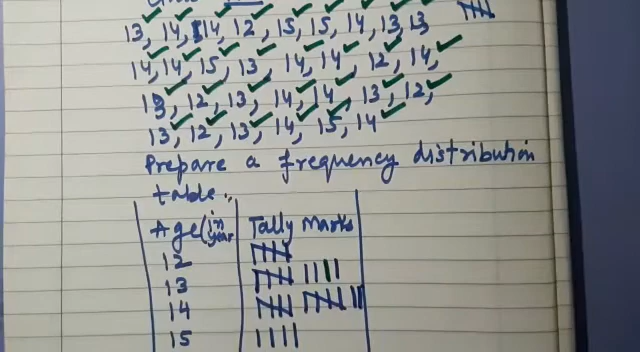 13, 14, 14, 12, 15, 15, 14, 13, 13,
14, 14, 15, 13, 14, 14, 12, 14,
13, 12, 13, 14, 14, 13, 12,
13, 12, 13, 14, 15, 14
Prepare a frequency distribution
table.
Age (in year Tally Marks
12
13
14
15